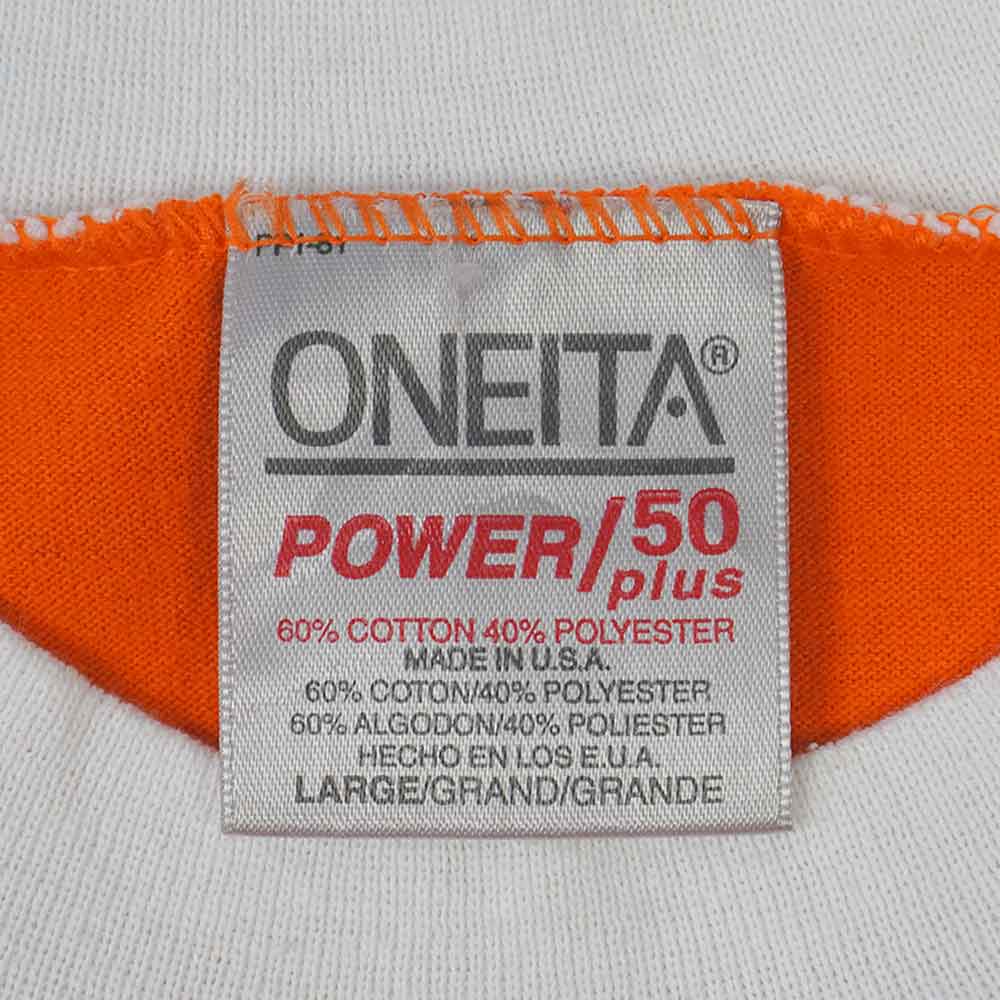 ONEITA®
POWER/50
plus
60% COTTON 40% POLYESTER
MADE IN U.S.A.
60% COTON/40% POLYESTER
60% ALGODON/40% POLIESTER
HECHO EN LOS E.U.A.
LARGE/GRAND/GRANDE